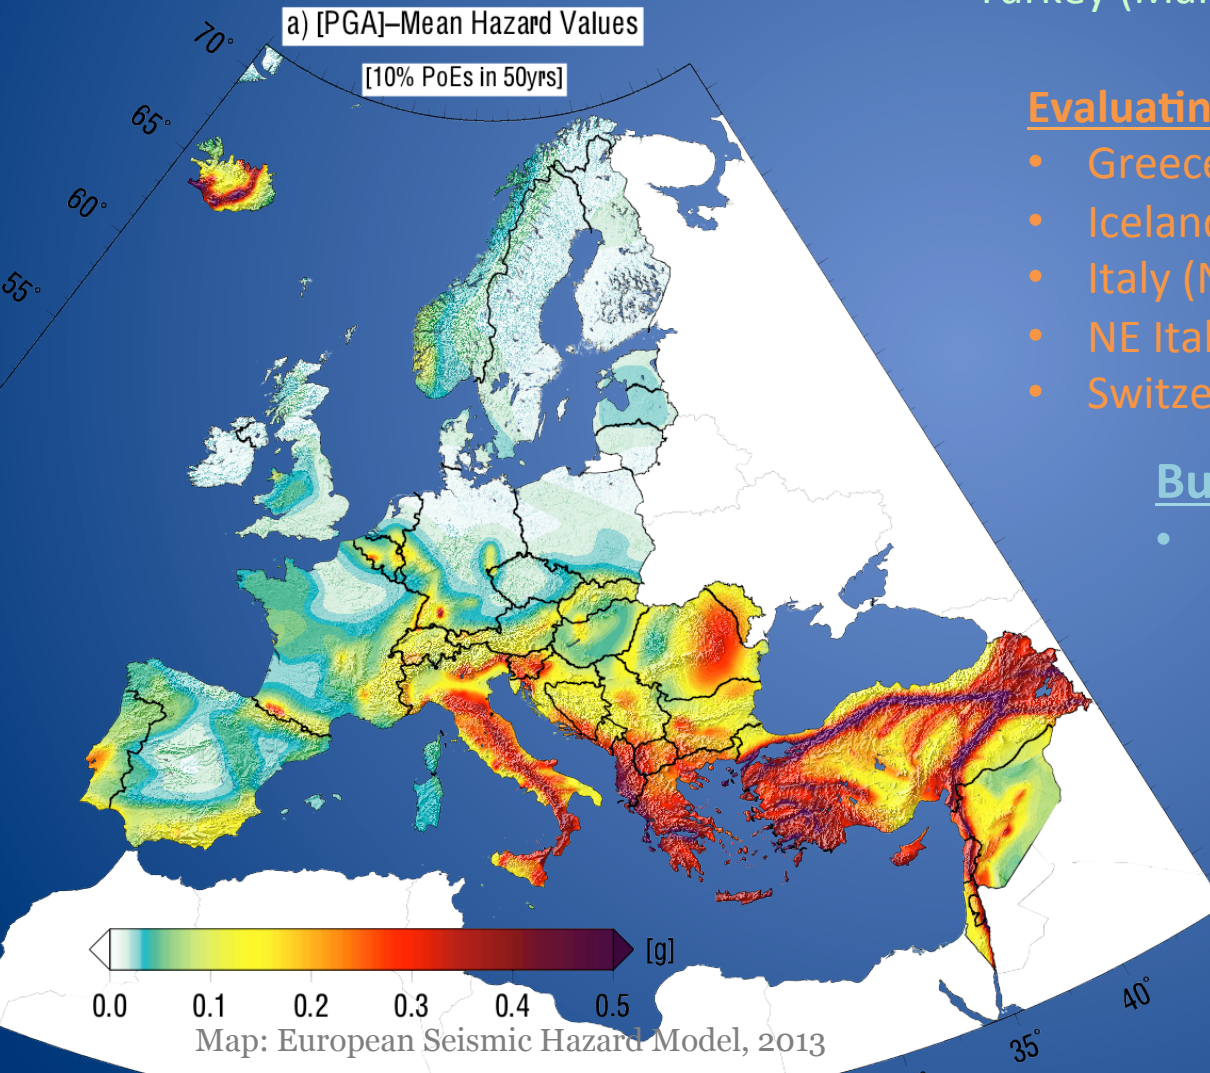 Turkey (Mar
a) [PGA]–Mean Hazard Values
[10% PoEs in 50yrs]
70°
65°
60°
55°
Evaluatin
• Greece
• Iceland
• Italy (N
• NE Ital
• Switze
Bu
•
[g]
0.0 0.1 0.2 0.3 0.4 0.5
40°
35°
Map: European Seismic Hazard Model, 2013